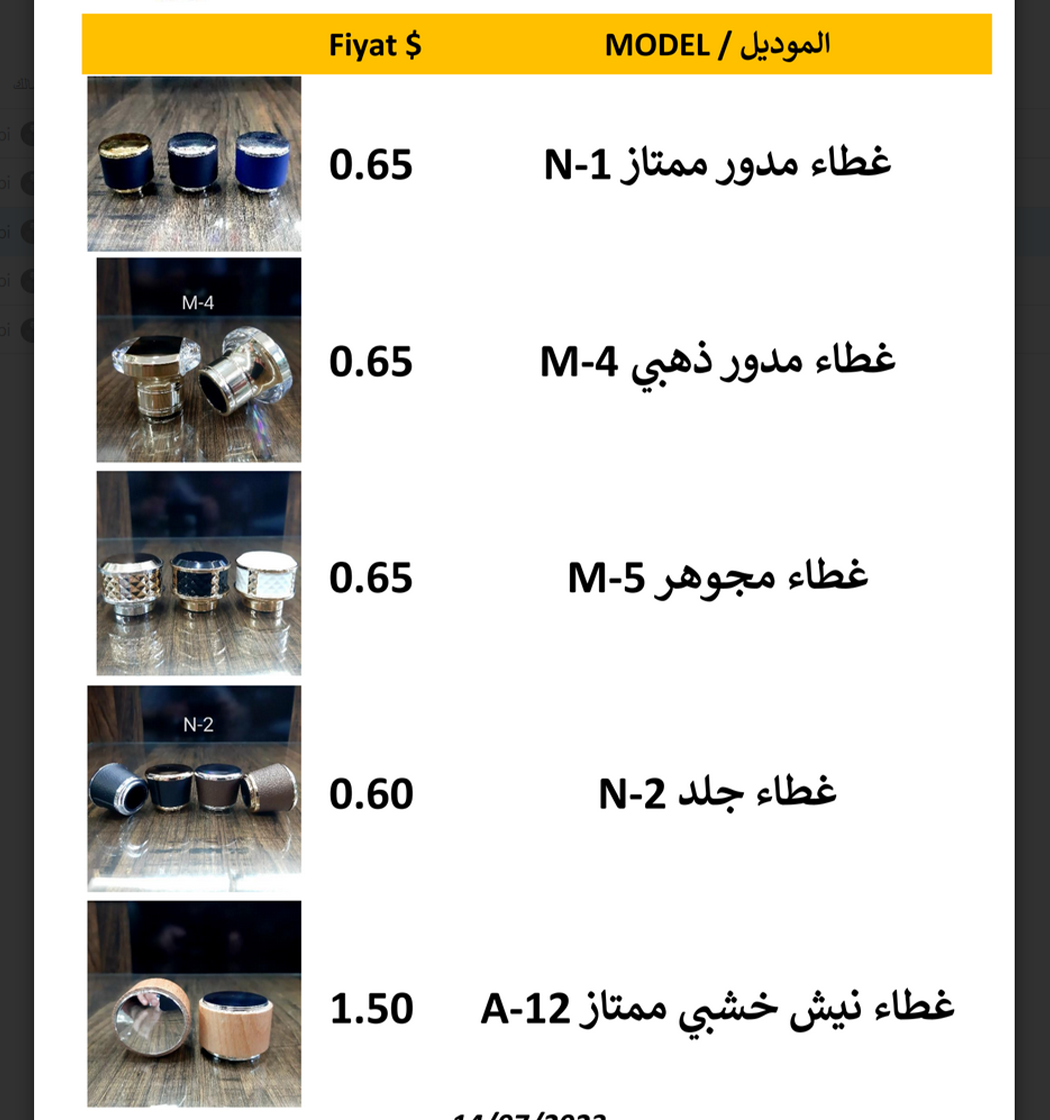 Fiyat $ MODEL / الموديل
0.65 غطاء مدور ممتاز N-1
M-4
0.65 غطاء مدور ذهبي M-4
0.65 غطاء مجوهر M-5
N-2
0.60 غطاء جلد N-2
1.50 غطاء نيش خشبي ممتاز A-12